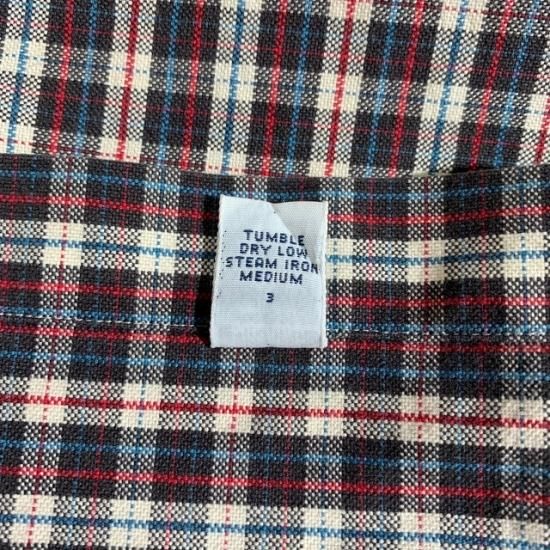 TUMBLE
DRY LOW
STEAM IRON
MEDIUM
3